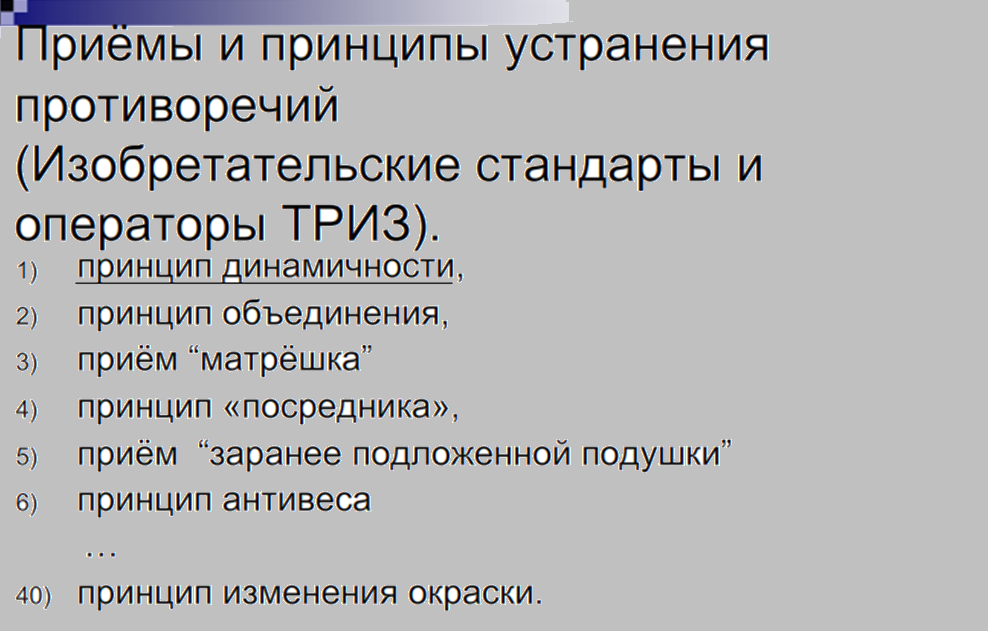 Приёмы и принципы устранения
противоречий
(Изобретательские стандарты и
операторы ТРИЗ).
1) принцип динамичности,
2) принцип объединения,
3) приём “матрёшка”
4) принцип «посредника»,
5) приём “заранее подложенной подушки”
6) принцип антивеса
…
40) принцип изменения окраски.